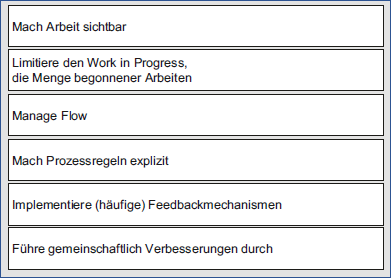 Mach Arbeit sichtbar
Limitiere den Work in Progress,
die Menge begonnener Arbeiten
Manage Flow
Mach Prozessregeln explizit
Implementiere (häufige) Feedbackmechanismen
Führe gemeinschaftlich Verbesserungen durch